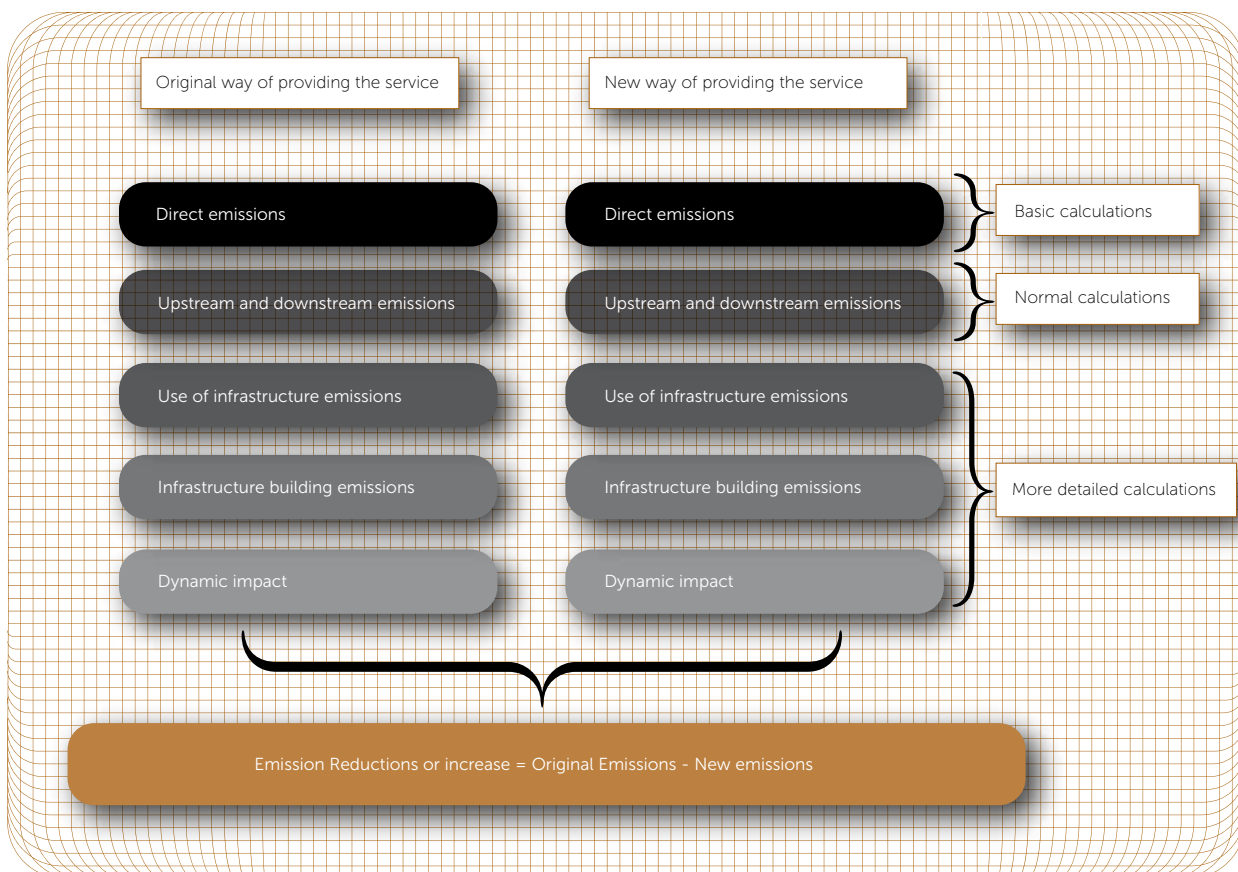 Original way of providing the service
New way of providing the service
Direct emissions
Direct emissions
Basic calculations
Upstream and downstream emissions
Upstream and downstream emissions
Normal calculations
Use of infrastructure emissions
Use of infrastructure emissions
Infrastructure building emissions
Infrastructure building emissions
More detailed calculations
Dynamic impact
Dynamic impact
Emission Reductions or increase = Original Emissions - New emissions